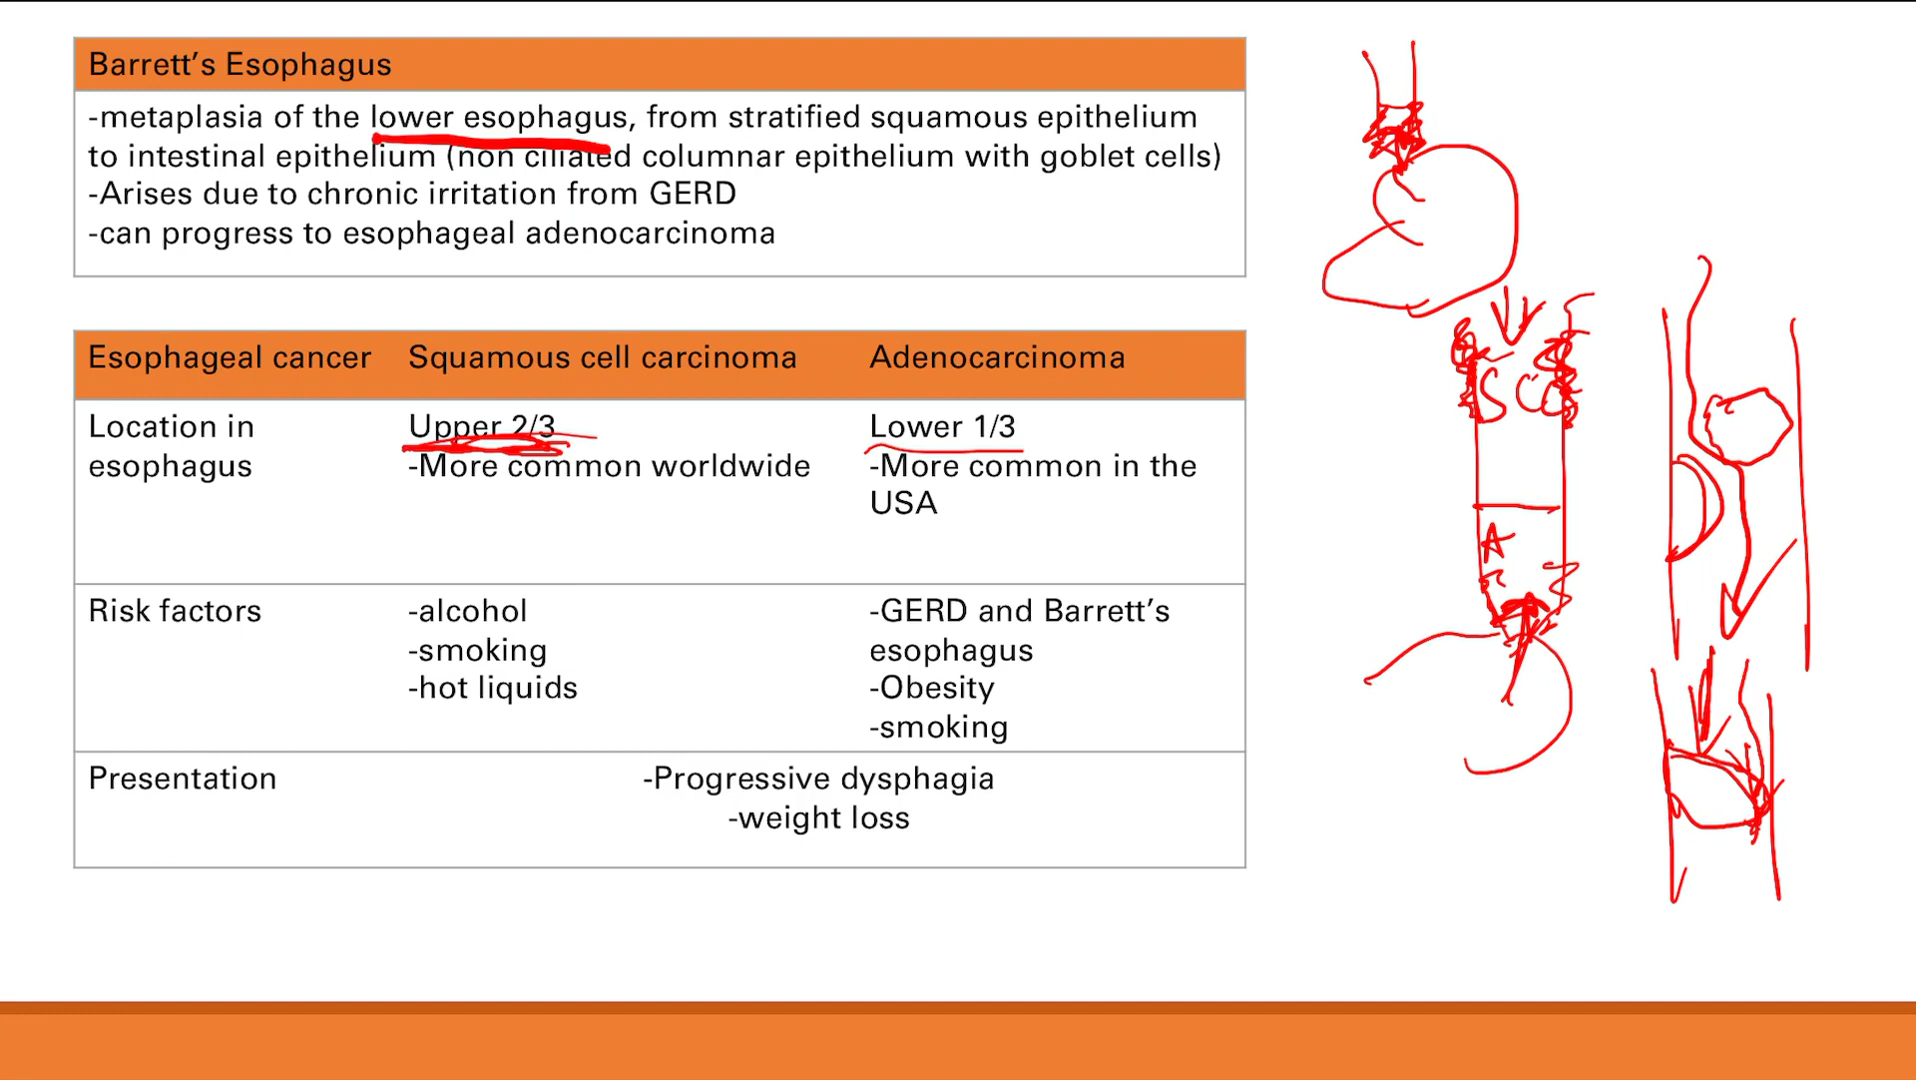 Barrett’s Esophagus
-metaplasia of the lower esophagus, from stratified squamous epithelium
to intestinal epithelium (non ciliated columnar epithelium with goblet cells)
-Arises due to chronic irritation from GERD
-can progress to esophageal adenocarcinoma
Esophageal cancer Squamous cell carcinoma Adenocarcinoma
Location in esophagus
Upper 2/3
-More common worldwide
Lower 1/3
-More common in the
USA
Risk factors
-alcohol
-smoking
-hot liquids
-GERD and Barrett’s
esophagus
-Obesity
-smoking
Presentation
-Progressive dysphagia
-weight loss
SCC
A